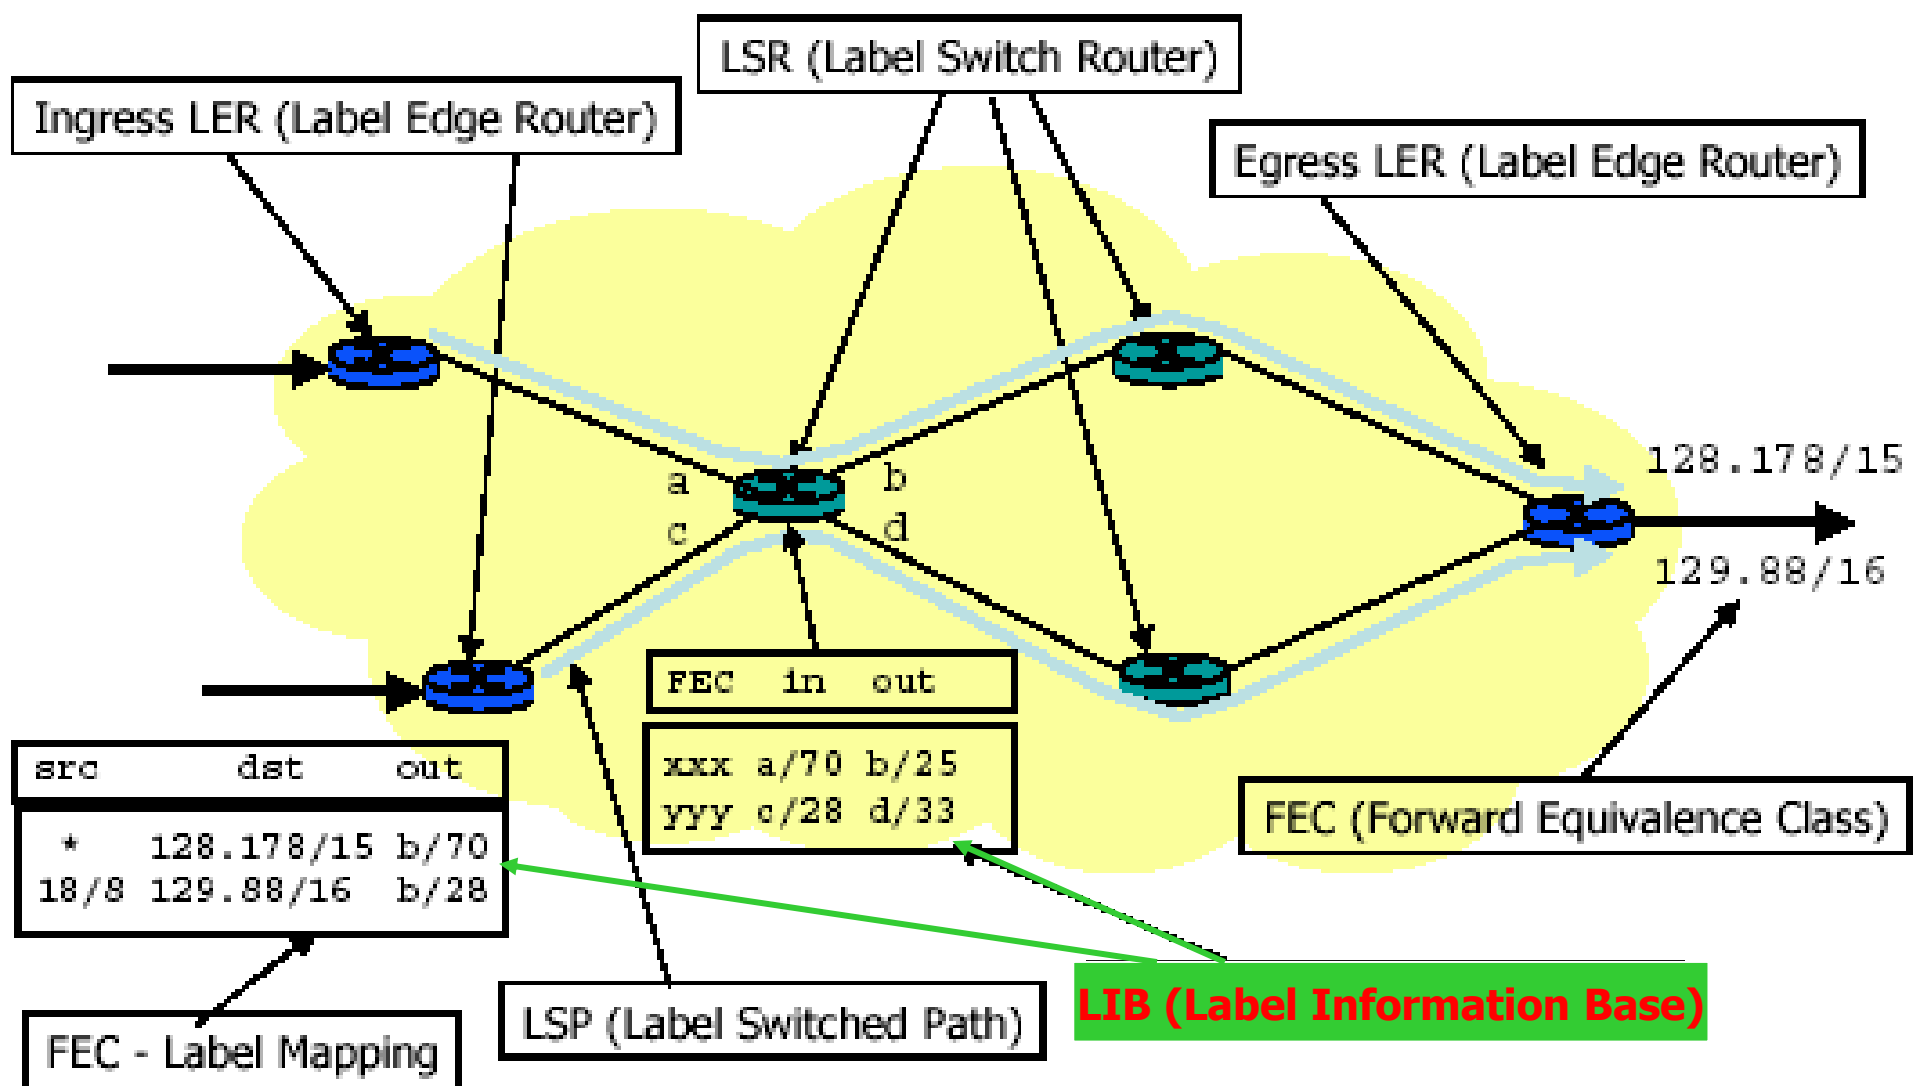 LSR (Label Switch Router)
Ingress LER (Label Edge Router)
Egress LER (Label Edge Router)
128.178/15
a
b
c
d
129.88/16
FEC in out
xxx a/70 b/25
yyy c/28 d/33
src dst out
* 128.178/15 b/70
18/8 129.88/16 b/28
FEC (Forward Equivalence Class)
LIB (Label Information Base)
LSP (Label Switched Path)
FEC - Label Mapping